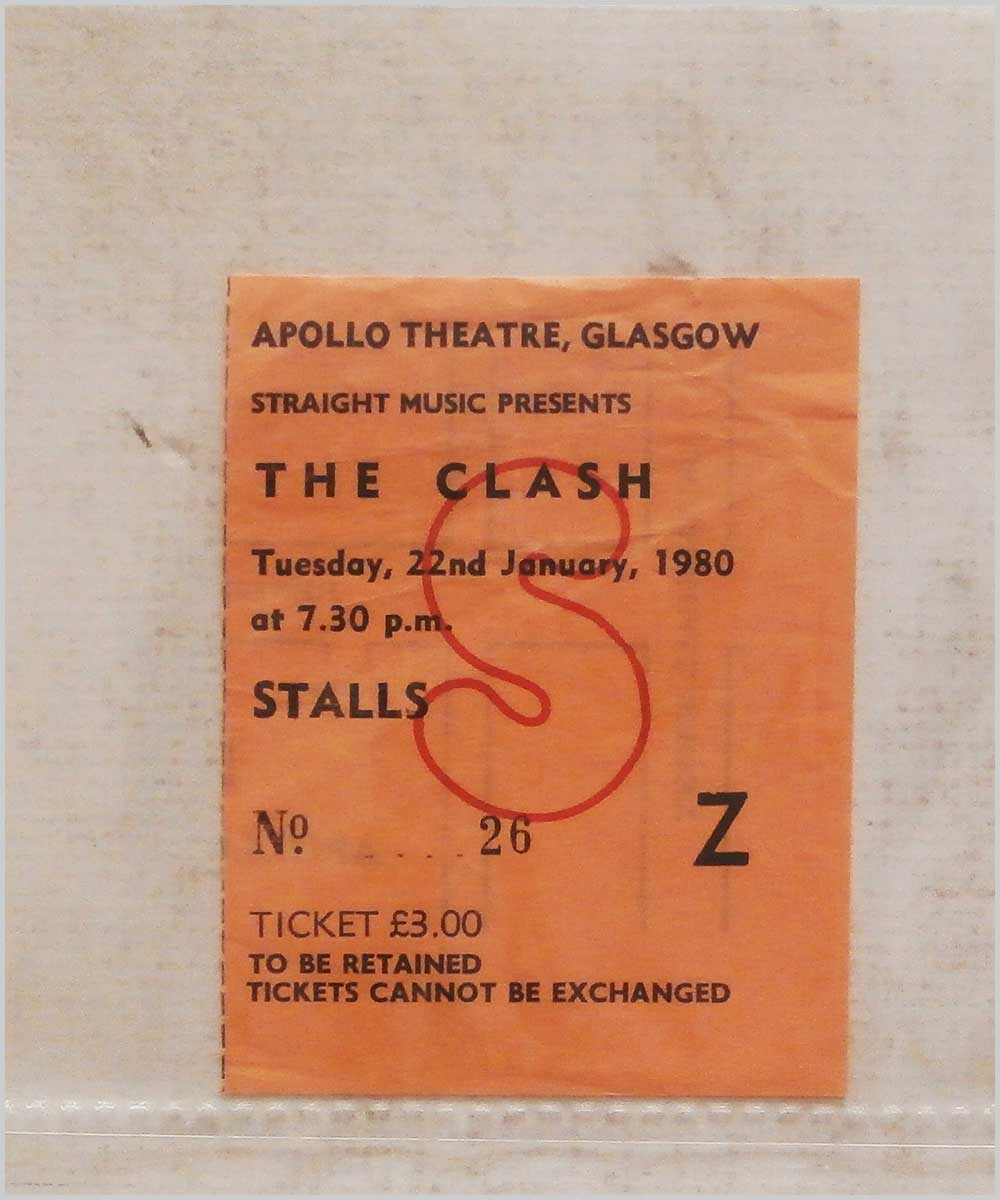 APOLLO THEATRE, GLASGOW
STRAIGHT MUSIC PRESENTS
THE CLASH
Tuesday, 22nd January, 1980
at 7.30 p.m.
STALLS
S
Nº .... 26 Z
TICKET £3.00
TO BE RETAINED
TICKETS CANNOT BE EXCHANGED